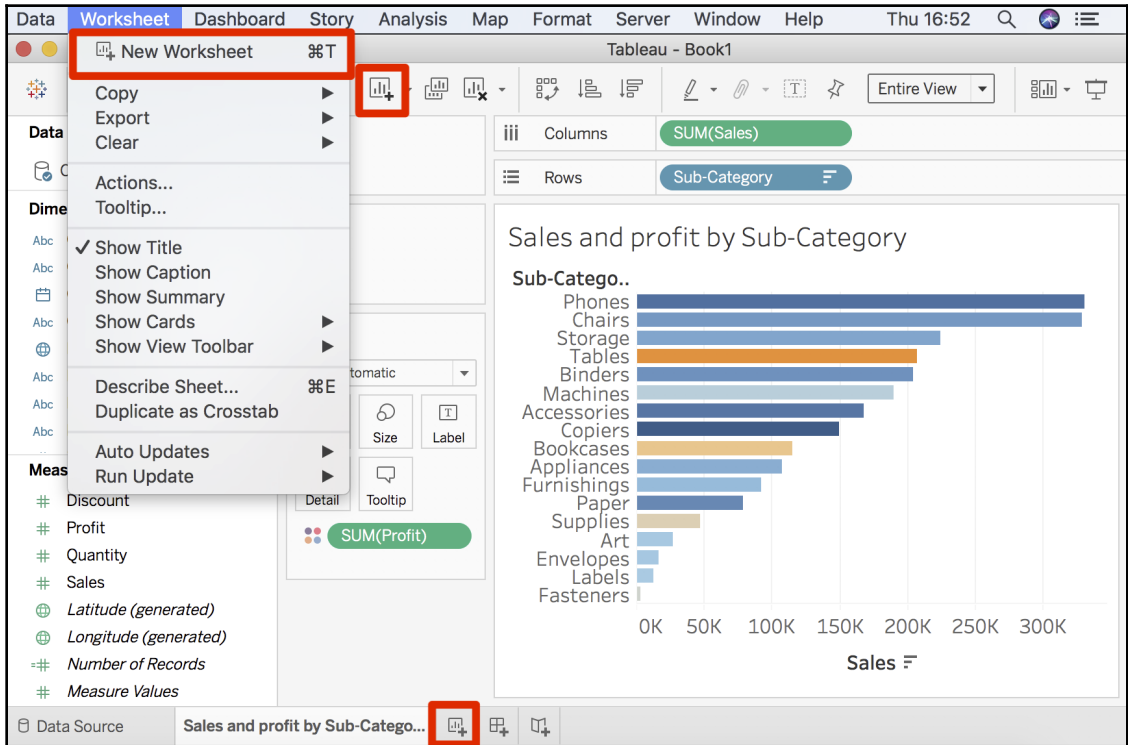 Data Worksheet Dashboard Story Analysis Map Format Server Window Help Thu 16:52
Tableau - Book1
New Worksheet ⌘T
Copy
Export
Clear
Actions...
Tooltip...
✓ Show Title
Show Caption
Show Summary
Show Cards
Show View Toolbar
Describe Sheet... ⌘E
Duplicate as Crosstab
Auto Updates
Run Update
Entire View
Data
Dime
Abc
Abc
Abc
Abc
Abc
Abc
Meas
Discount
Profit
Quantity
Sales
Latitude (generated)
Longitude (generated)
Number of Records
Measure Values
tomatic
Size
T
Label
Detail
Tooltip
SUM(Profit)
Columns SUM(Sales)
Rows Sub-Category
Sales and profit by Sub-Category
Sub-Catego..
Phones
Chairs
Storage
Tables
Binders
Machines
Accessories
Copiers
Bookcases
Appliances
Furnishings
Paper
Supplies
Art
Envelopes
Labels
Fasteners
0K 50K 100K 150K 200K 250K 300K
Sales
Data Source Sales and profit by Sub-Catego...